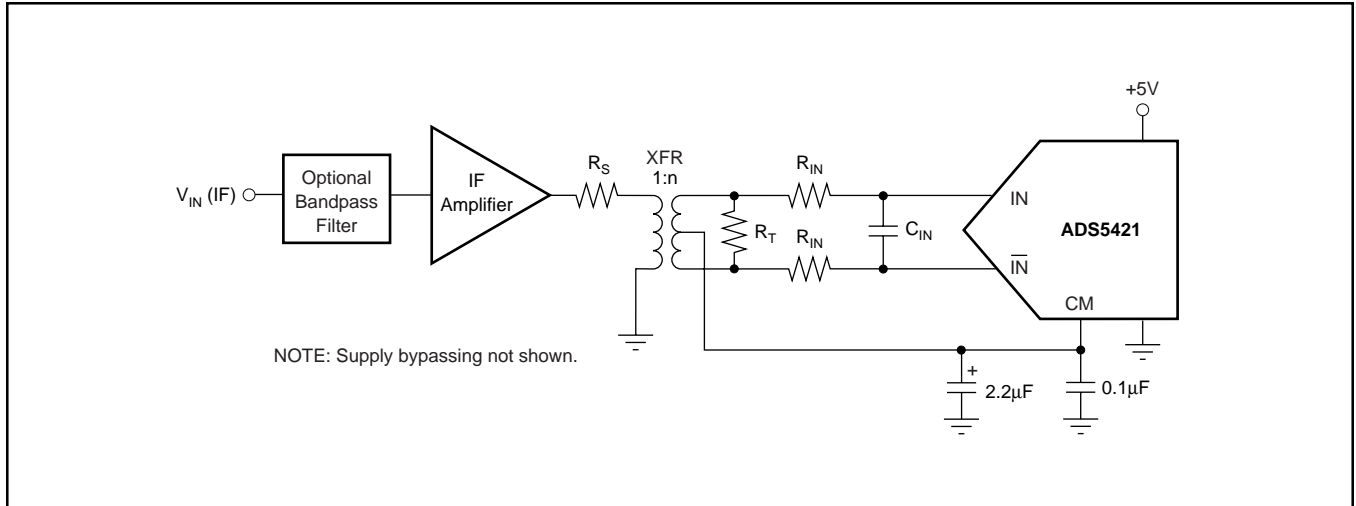 +5V
V_IN (IF)
Optional
Bandpass
Filter
IF
Amplifier
R_S
XFR
1:n
R_T
R_IN
R_IN
C_IN
IN
I̅N̅
ADS5421
CM
NOTE: Supply bypassing not shown.
+
2.2μF
0.1μF